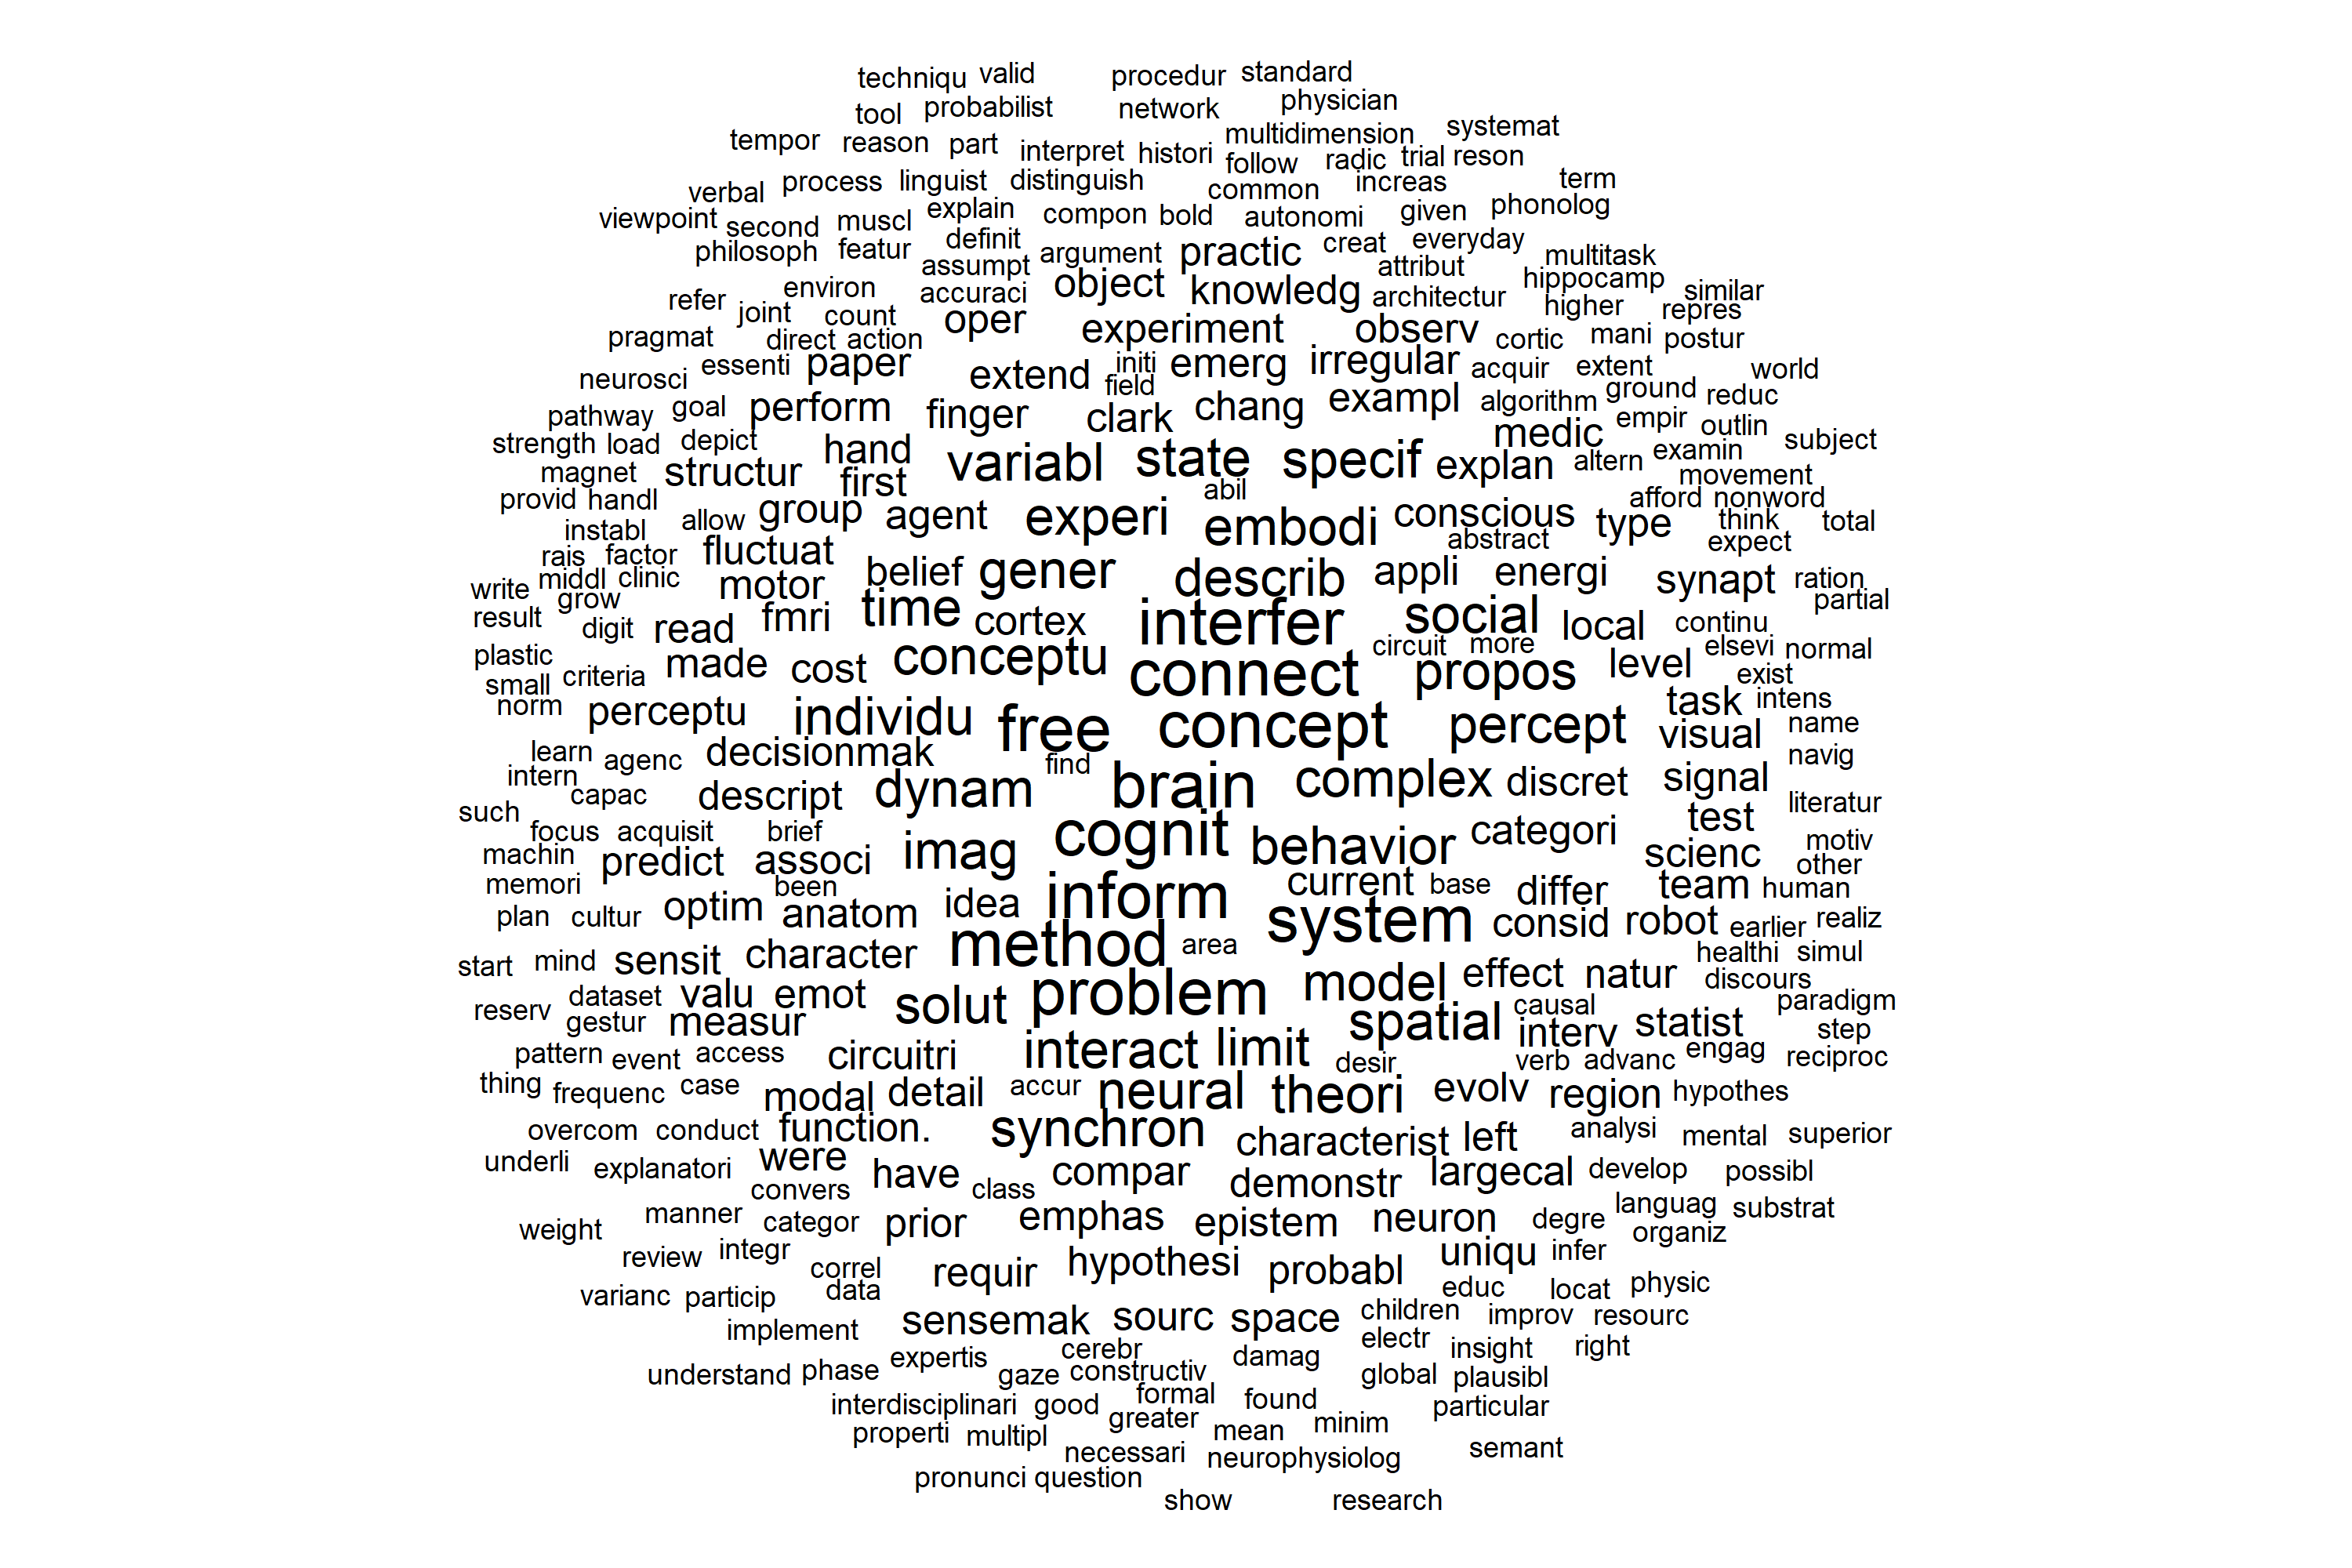 techniqu valid procedur standard
tool probabilist network physician
tempor reason part interpret histori multidimension systemat
follow radic trial reson
verbal process linguist distinguish common increas term
viewpoint second muscl explain compon bold autonomi given phonolog
philosoph featur definit argument practic creat everyday multitask
assumpt attribut hippocamp
refer environ accuraci object knowledg architectur higher similar
joint count oper experiment observ cortic mani repres
pragmat direct action postur
neurosci essenti paper extend initi emerg irregular acquir extent world
field
pathway goal perform finger clark chang exampl algorithm ground reduc
strength load depict hand medic empir outlin subject
magnet structur first variabl state specif explan altern examin movement
provid handl abil afford nonword
instabl allow group agent experi embodi conscious type think total
rais factor fluctuat abstract expect
write middl clinic motor belief gener describ appli energi synapt ration
grow partial
result digit read fmri time cortex interfer social local continu
plastic made cost conceptu connect circuit more propos level elsevi normal
small criteria exist
norm perceptu individu free concept percept task intens
visual name
learn agenc decisionmak find navig
intern capac descript dynam brain complex discret signal
such literatur
focus acquisit brief imag cognit behavior categori test motiv
machin predict associ scienc other
memori been inform current base differ team human
plan cultur optim anatom idea system consid robot earlier realiz
start mind sensit character method area healthi simul
reserv dataset valu emot solut problem model effect natur discours
gestur measur spatial causal interv statist paradigm
step
pattern event access circuitri interact limit desir verb advanc engag reciproc
thing frequenc case modal detail accur neural theori evolv region hypothes
overcom conduct function. synchron characterist left analysi mental superior
underli explanatori were have compar demonstr largecal develop possibl
convers class
weight manner categor prior emphas epistem neuron degre languag substrat
review integr organiz
correl requir hypothesi probabl uniqu infer
varianc particip data educ locat physic
implement sensemak sourc space children improv resourc
electr
understand phase expertis cerebr damag insight right
gaze constructiv global plausibl
interdisciplinari good formal found particular
properti multipl greater mean minim
necessari neurophysiolog semant
pronunci question
show research